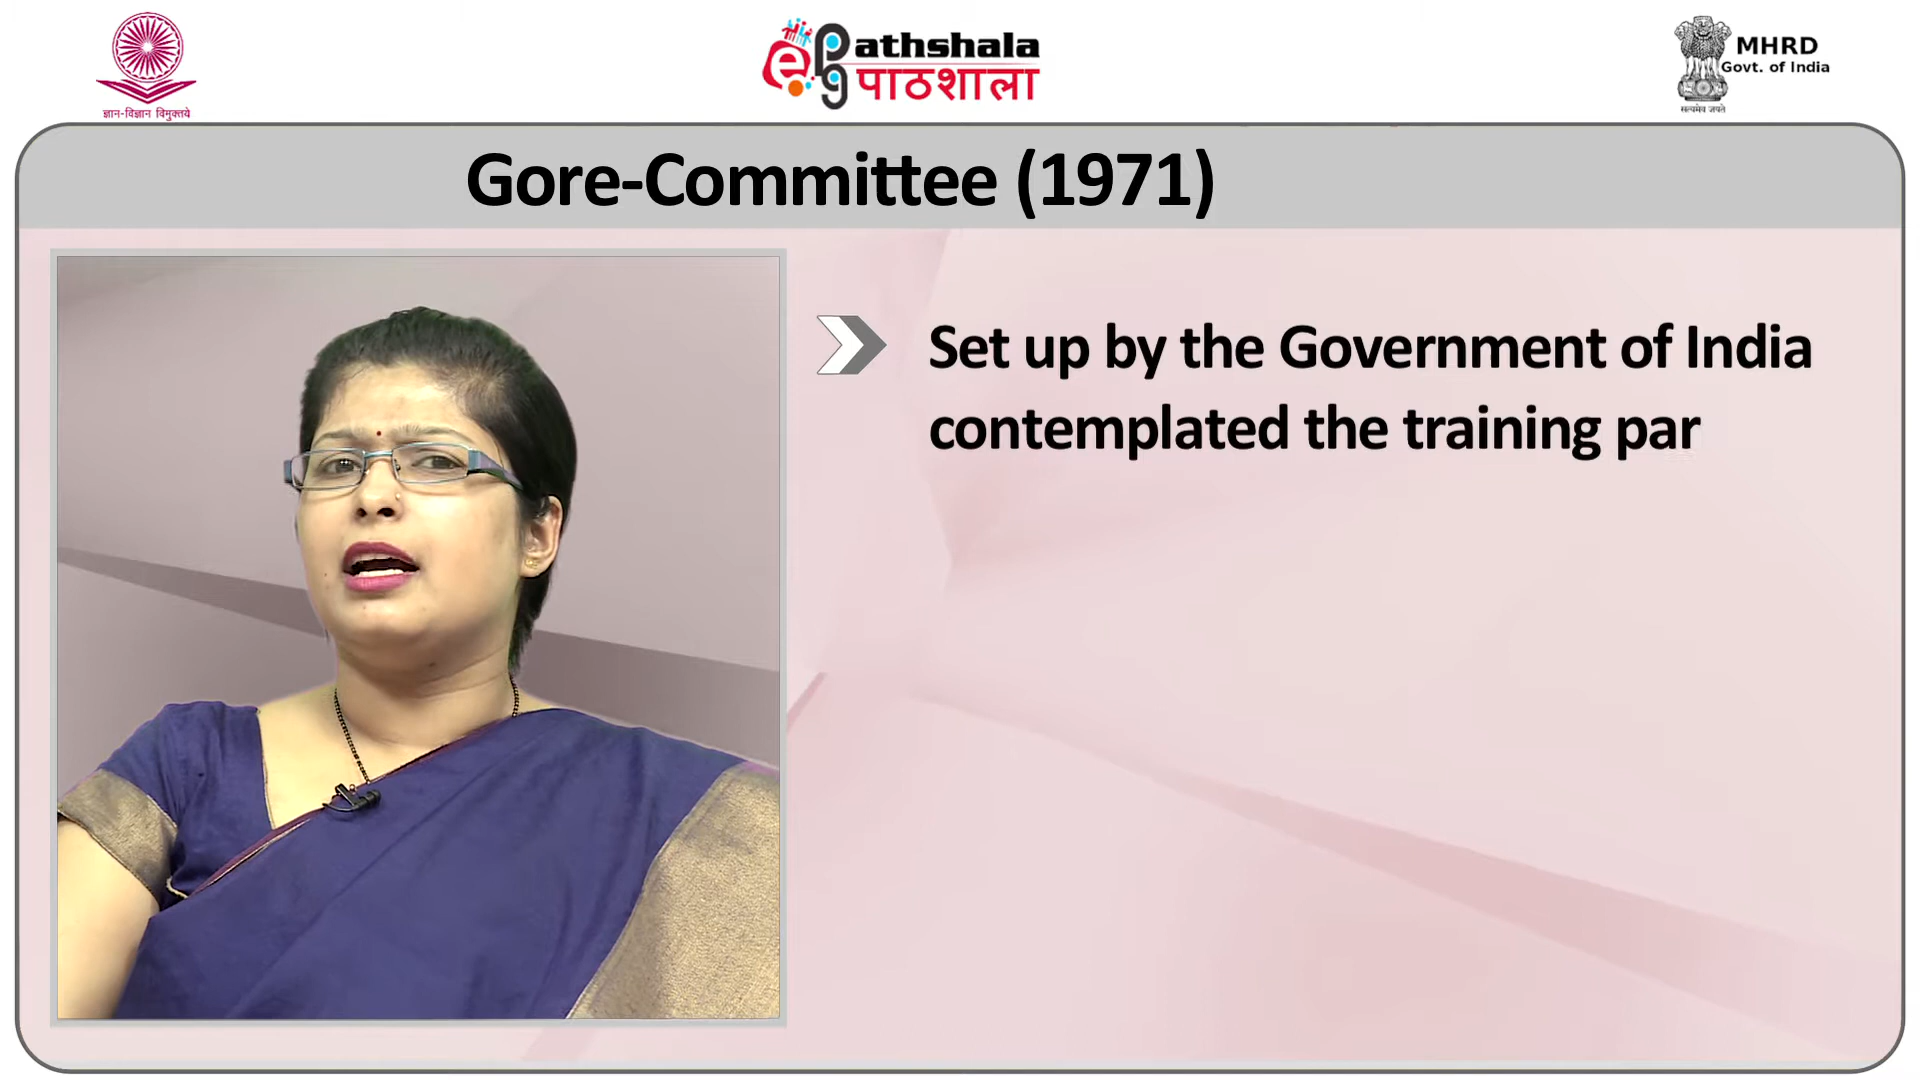 ज्ञान-विज्ञान विमुक्तये
ePathshala
पाठशाला
MHRD
Govt. of India
सत्यमेव जयते
Gore-Committee (1971)
Set up by the Government of India
contemplated the training par